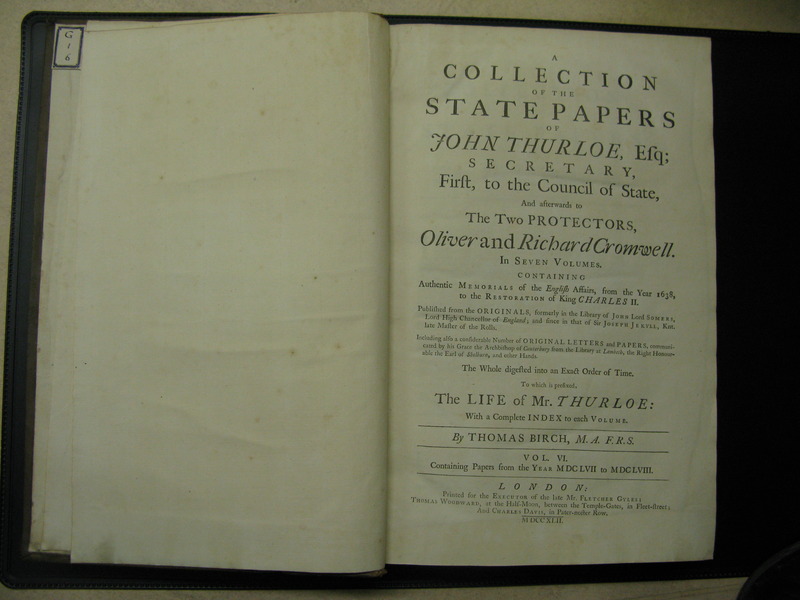 G
1
6
A
COLLECTION
OF THE
STATE PAPERS
OF
JOHN THURLOE, Eſq;
SECRETARY,
Firſt, to the Council of State,
And afterwards to
The Two PROTECTORS,
Oliver and Richard Cromwell.
IN SEVEN VOLUMES.
CONTAINING
Authentic MEMORIALS of the Engliſh Affairs, from the Year 1638,
to the RESTORATION of King CHARLES II.
Publiſhed from the ORIGINALS, formerly in the Library of JOHN Lord SOMERS,
Lord High Chancellor of England; and ſince in that of Sir JOSEPH JEKYLL, Knt.
late Maſter of the Rolls.
Including alſo a conſiderable Number of ORIGINAL LETTERS and PAPERS, communi-
cated by his Grace the Archbiſhop of Canterbury from the Library at Lambeth, the Right Honour-
able the Earl of Shelburn, and other Hands.
The Whole digeſted into an Exact Order of Time.
To which is prefixed,
The LIFE of Mr. THURLOE:
With a Complete INDEX to each VOLUME.
By THOMAS BIRCH, M. A. F. R. S.
VOL. VI.
Containing Papers from the YEAR MDCLVII to MDCLVIII.
LONDON:
Printed for the EXECUTOR of the late Mr. FLETCHER GYLES;
THOMAS WOODWARD, at the Half-Moon, between the Temple-Gates, in Fleet-ſtreet;
And CHARLES DAVIS, in Pater-noſter Row.
MDCCXLII.